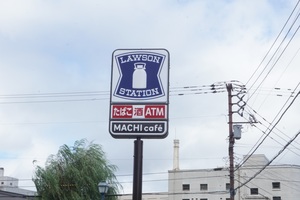 LAWSON
STATION
たばこ 酒 ATM
MACHI café